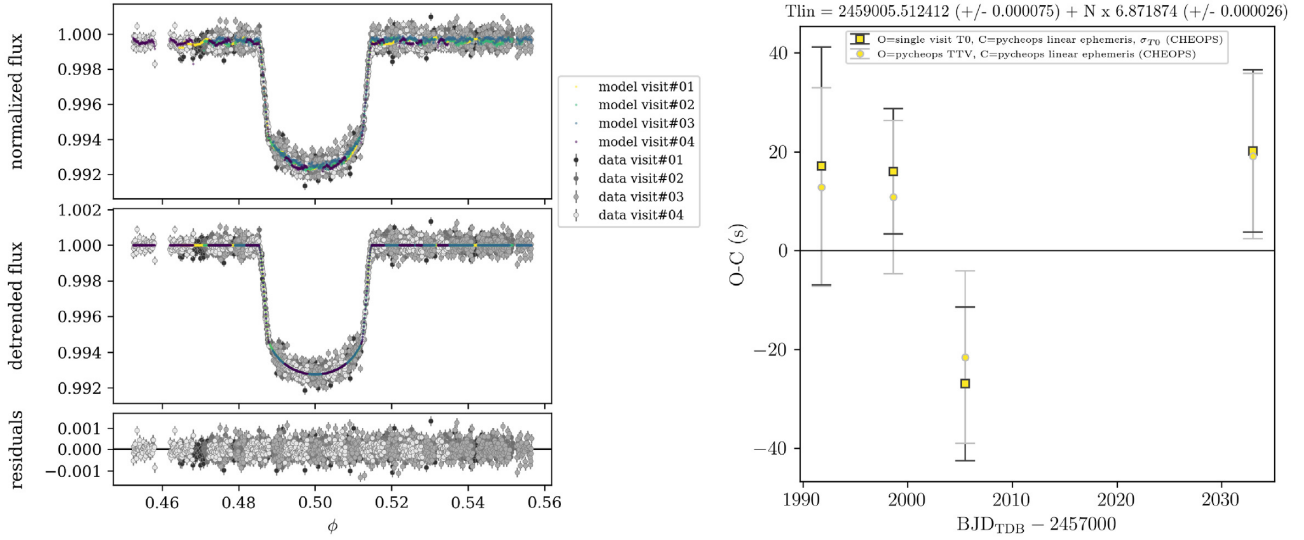 normalized flux
1.000
0.998
0.996
0.994
0.992
model visit#01
model visit#02
model visit#03
model visit#04
data visit#01
data visit#02
data visit#03
data visit#04
detrended flux
1.002
1.000
0.998
0.996
0.994
0.992
residuals
0.001
0.000
−0.001
0.46 0.48 0.50 0.52 0.54 0.56
ϕ
Tlin = 2459005.512412 (+/- 0.000075) + N x 6.871874 (+/- 0.000026)
O=single visit T0, C=pycheops linear ephemeris, σT0 (CHEOPS)
O=pycheops TTV, C=pycheops linear ephemeris (CHEOPS)
O-C (s)
40
20
0
−20
−40
1990 2000 2010 2020 2030
BJDTDB − 2457000